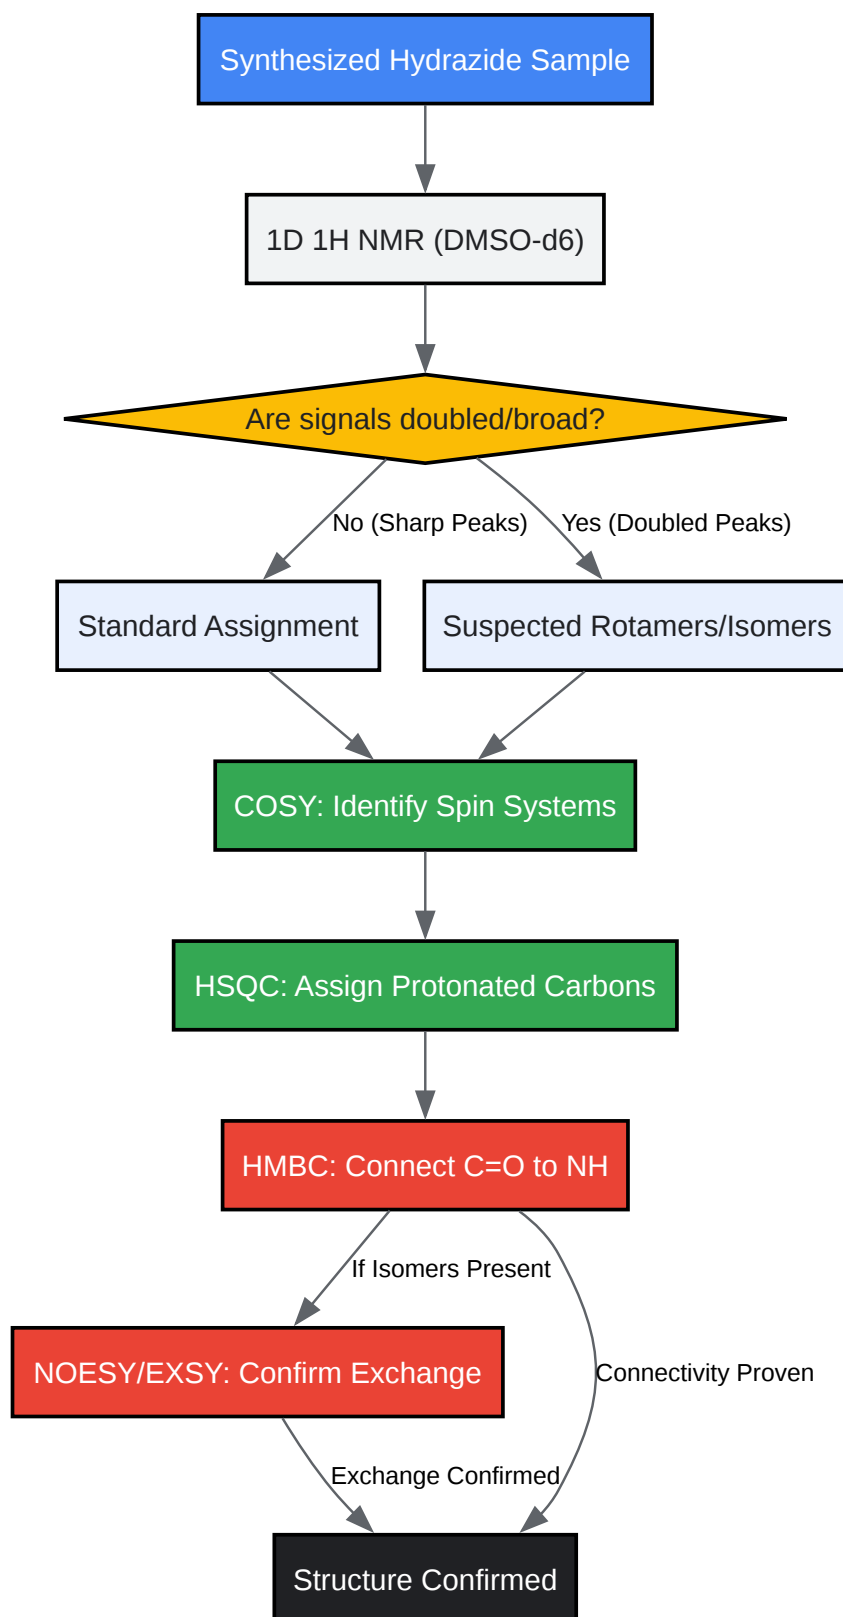 Synthesized Hydrazide Sample
1D 1H NMR (DMSO-d6)
Are signals doubled/broad?
No (Sharp Peaks)
Yes (Doubled Peaks)
Standard Assignment
Suspected Rotamers/Isomers
COSY: Identify Spin Systems
HSQC: Assign Protonated Carbons
HMBC: Connect C=O to NH
If Isomers Present
NOESY/EXSY: Confirm Exchange
Connectivity Proven
Exchange Confirmed
Structure Confirmed